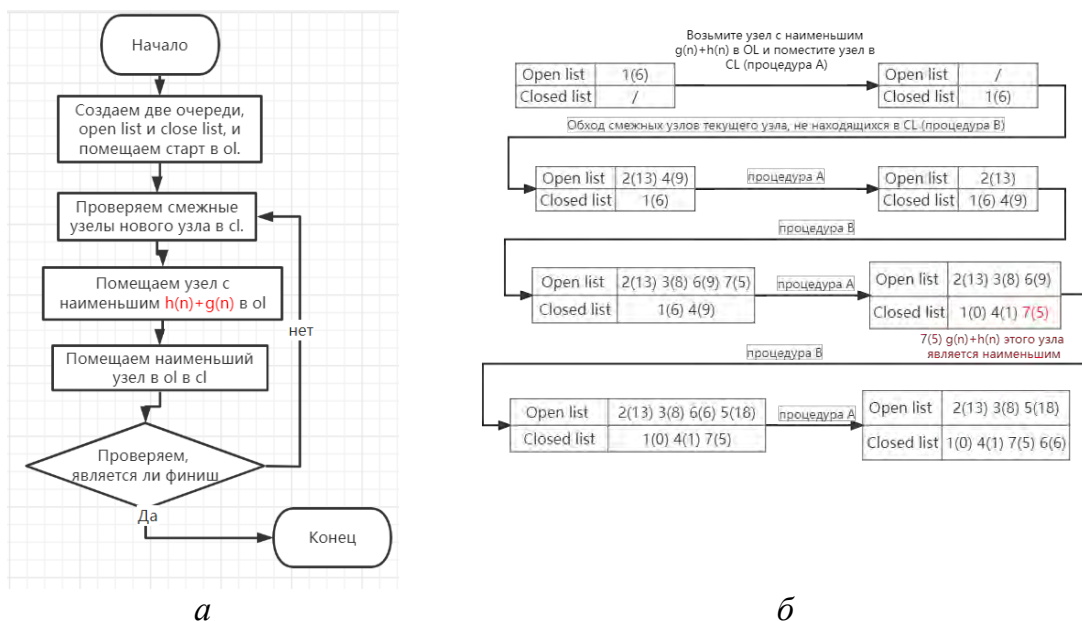 Начало
Создаем две очереди,
open list и close list, и
помещаем старт в ol.
Проверяем смежные
узелы нового узла в cl.
Помещаем узел с
наименьшим h(n)+g(n) в ol
нет
Помещаем наименьший
узел в ol в cl
Проверяем,
является ли финиш
Да
Конец
а
Возьмите узел с наименьшим
g(n)+h(n) в OL и поместите узел в
CL (процедура A)
Open list 1(6)
Closed list /
Open list /
Closed list 1(6)
Обход смежных узлов текущего узла, не находящихся в CL (процедура B)
Open list 2(13) 4(9)
Closed list 1(6)
процедура A
Open list 2(13)
Closed list 1(6) 4(9)
процедура B
Open list 2(13) 3(8) 6(9) 7(5)
Closed list 1(6) 4(9)
процедура A
Open list 2(13) 3(8) 6(9)
Closed list 1(0) 4(1) 7(5)
7(5) g(n)+h(n) этого узла
является наименьшим
процедура B
Open list 2(13) 3(8) 6(6) 5(18)
Closed list 1(0) 4(1) 7(5)
процедура A
Open list 2(13) 3(8) 5(18)
Closed list 1(0) 4(1) 7(5) 6(6)
б